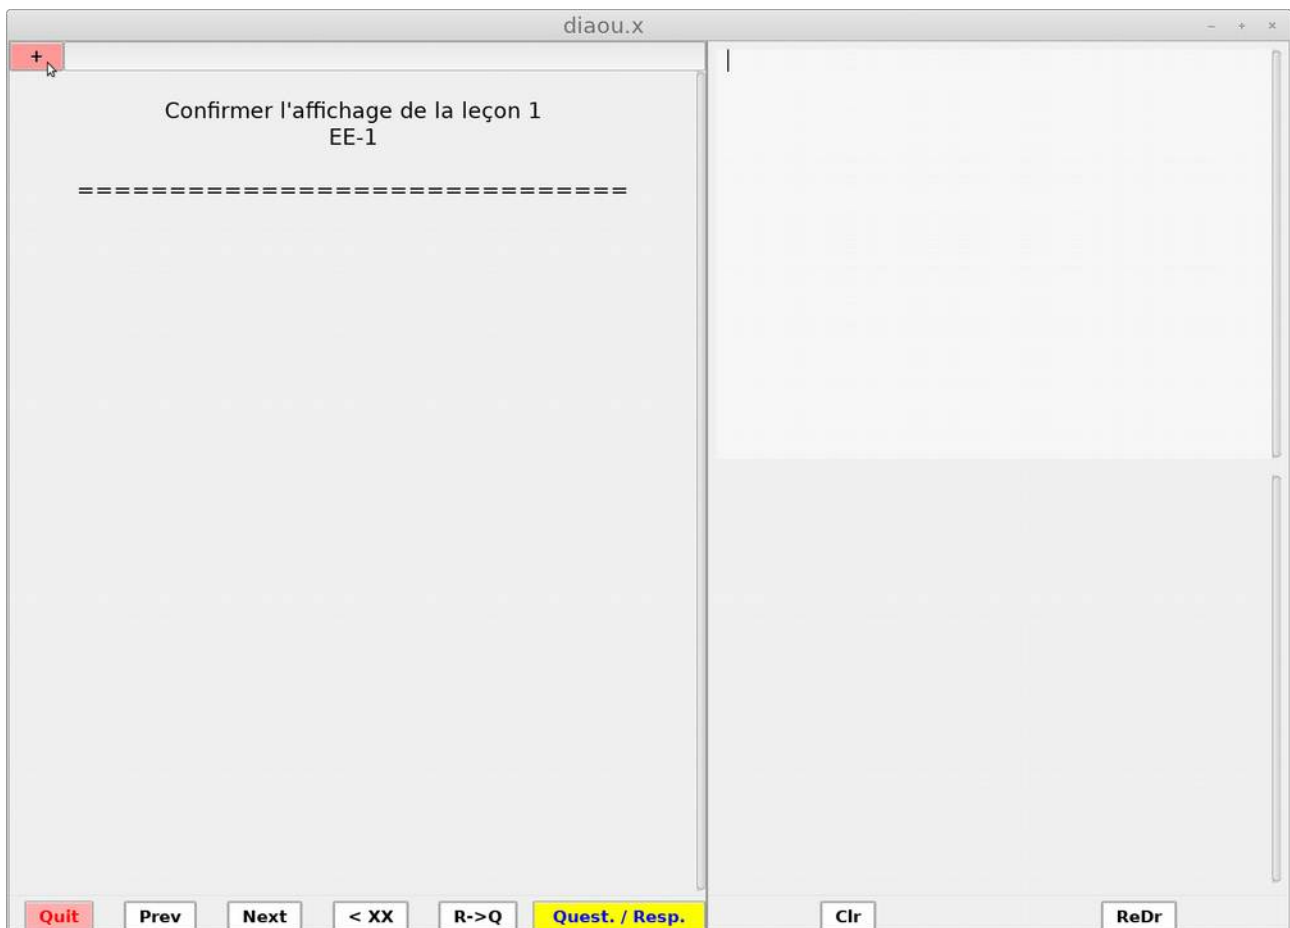 diaou.x
+
Confirmer l'affichage de la leçon 1
EE-1
==============================
Quit
Prev
Next
< XX
R->Q
Quest. / Resp.
Clr
ReDr